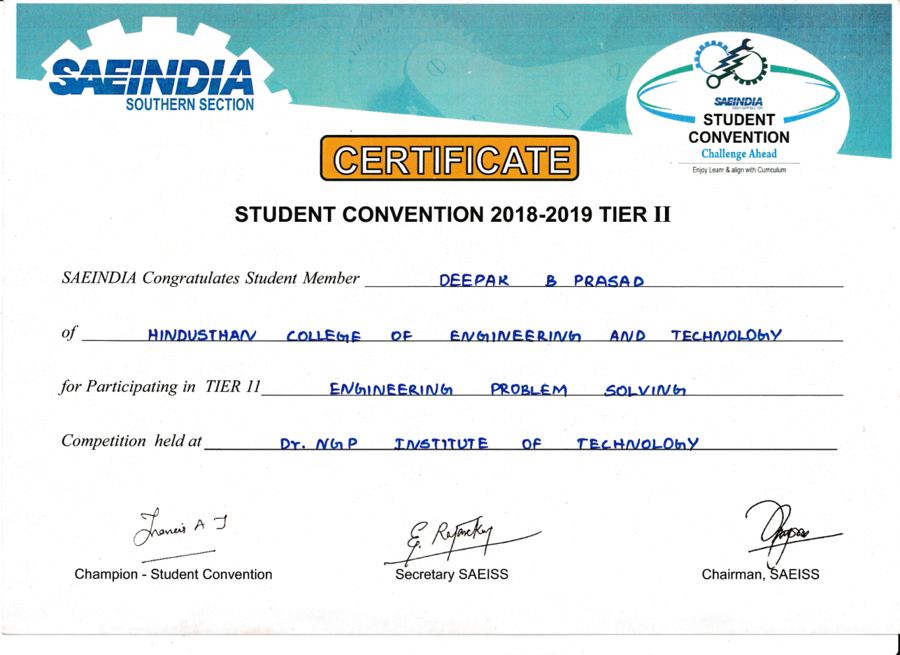 SAEINDIA
SOUTHERN SECTION
SAEINDIA
STUDENT
CONVENTION
Challenge Ahead
Enjoy Learn & align with Curriculum
CERTIFICATE
STUDENT CONVENTION 2018-2019 TIER II
SAEINDIA Congratulates Student Member DEEPAK B PRASAD
of HINDUSTHAN COLLEGE OF ENGINEERING AND TECHNOLOGY
for Participating in TIER 11 ENGINEERING PROBLEM SOLVING
Competition held at Dr. NGP INSTITUTE OF TECHNOLOGY
Francis A J
Champion - Student Convention
Secretary SAEISS
Chairman, SAEISS